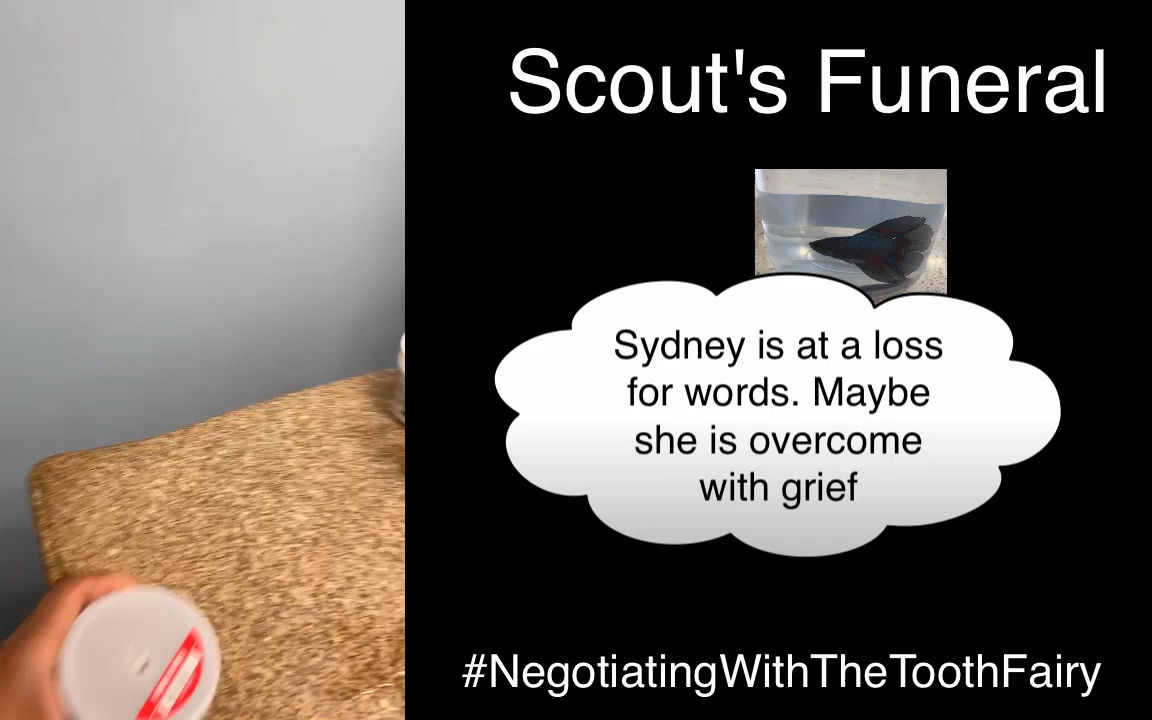 Scout's Funeral
Sydney is at a loss
for words. Maybe
she is overcome
with grief
#NegotiatingWithTheToothFairy